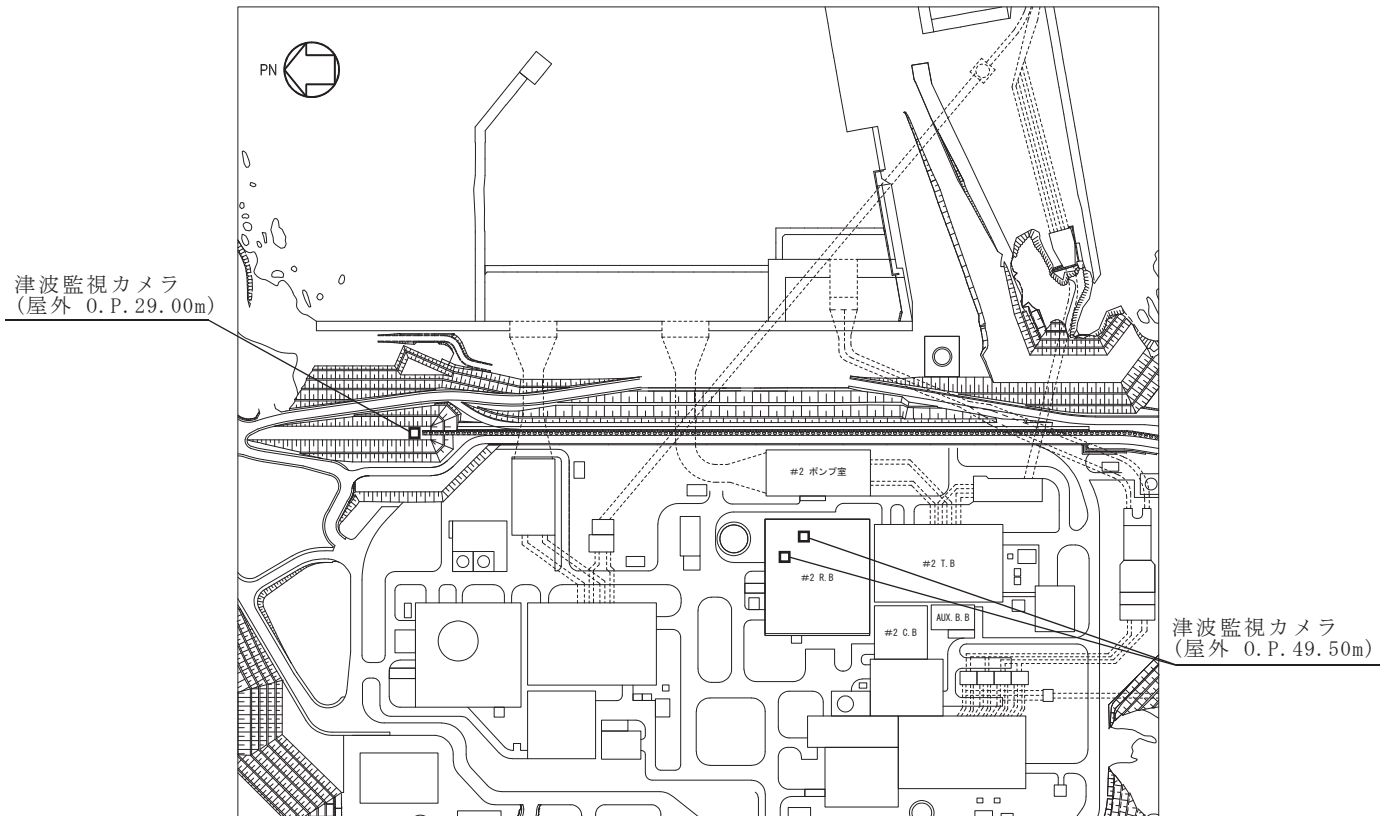 PN
津波監視カメラ
(屋外 O.P.29.00m)
#2 ポンプ室
#2 T.B
#2 R.B
AUX.B.B
#2 C.B
津波監視カメラ
(屋外 O.P.49.50m)